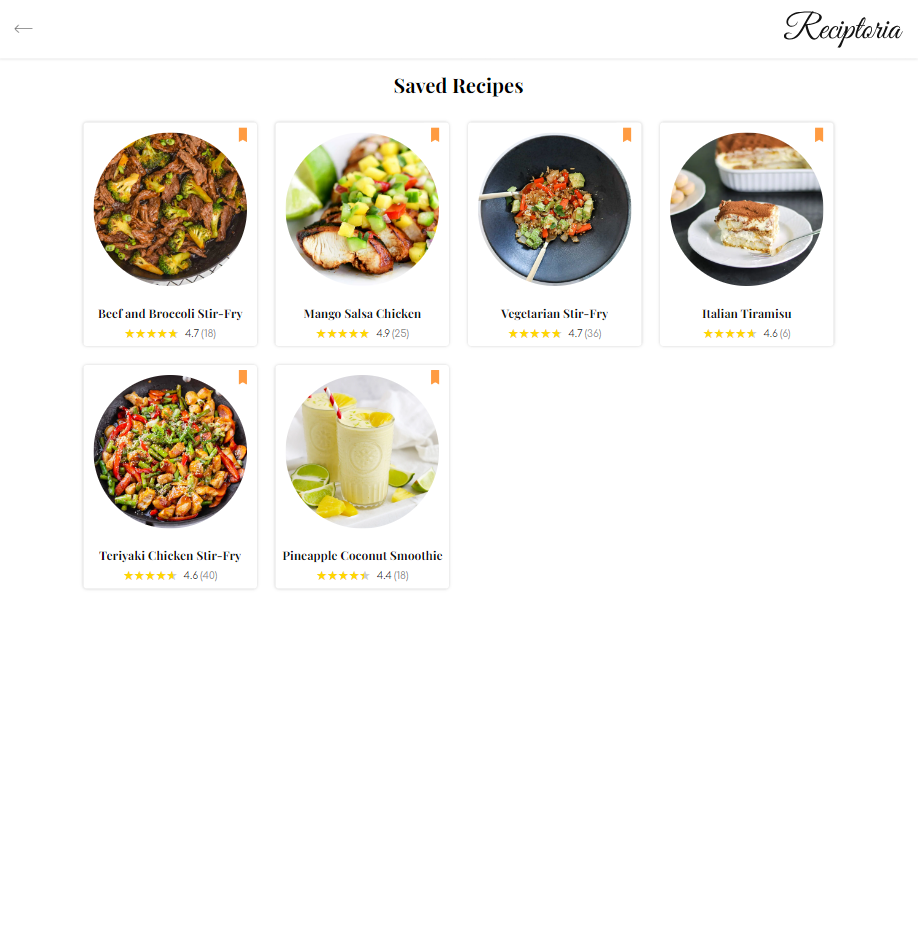 Reciptoria
Saved Recipes
Beef and Broccoli Stir-Fry
4.7 (18)
Mango Salsa Chicken
4.9 (25)
Vegetarian Stir-Fry
4.7 (36)
Italian Tiramisu
4.6 (6)
Teriyaki Chicken Stir-Fry
4.6 (40)
Pineapple Coconut Smoothie
4.4 (18)